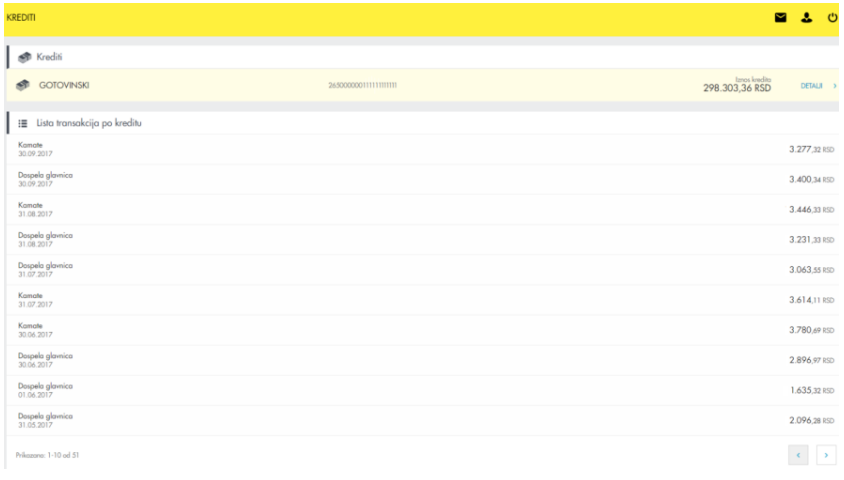 KREDITI
Krediti
GOTOVINSKI 26500000011111111111 Iznos kredita
298.303,36 RSD DETALJI
Lista transakcija po kreditu
Kamate
30.09.2017 3.277,32 RSD
Dospela glavnica
30.09.2017 3.400,34 RSD
Kamate
31.08.2017 3.446,33 RSD
Dospela glavnica
31.08.2017 3.231,33 RSD
Dospela glavnica
31.07.2017 3.063,55 RSD
Kamate
31.07.2017 3.614,11 RSD
Kamate
30.06.2017 3.780,69 RSD
Dospela glavnica
30.06.2017 2.896,97 RSD
Dospela glavnica
01.06.2017 1.635,32 RSD
Dospela glavnica
31.05.2017 2.096,28 RSD
Prikazano: 1-10 od 51